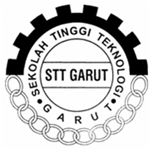 SEKOLAH TINGGI TEKNOLOGI
STT GARUT
• GARUT •